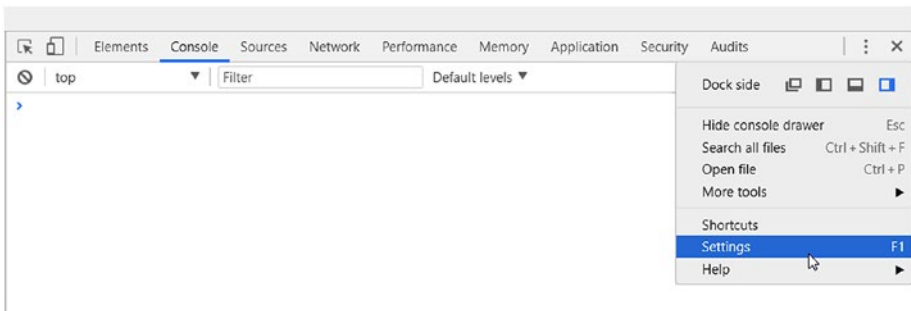 Elements Console Sources Network Performance Memory Application Security Audits
top Filter Default levels
Dock side
Hide console drawer Esc
Search all files Ctrl + Shift + F
Open file Ctrl + P
More tools
Shortcuts
Settings F1
Help